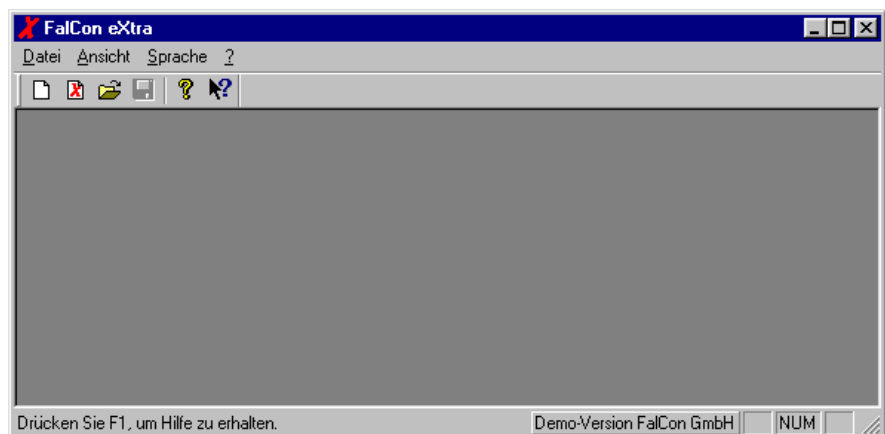 FalCon eXtra
Datei Ansicht Sprache ?
Drücken Sie F1, um Hilfe zu erhalten. Demo-Version FalCon GmbH NUM